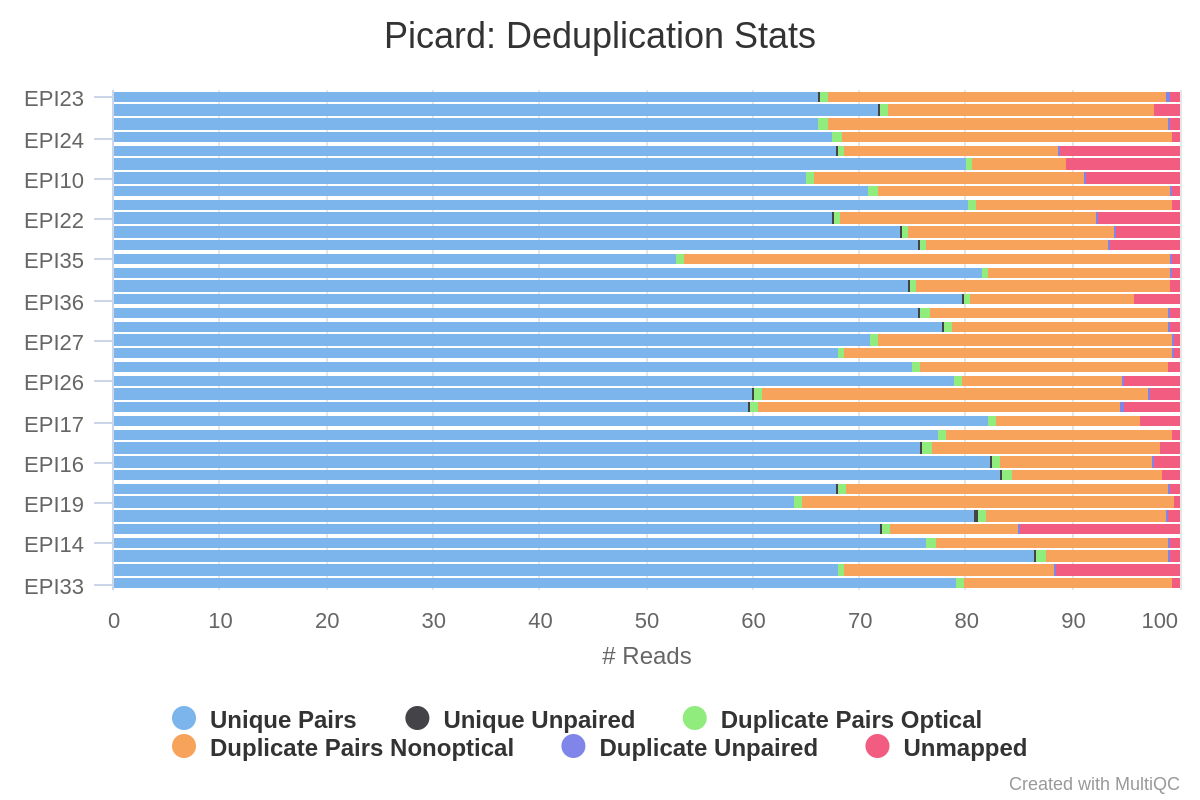 Picard: Deduplication Stats
EPI23
EPI24
EPI10
EPI22
EPI35
EPI36
EPI27
EPI26
EPI17
EPI16
EPI19
EPI14
EPI33
0 10 20 30 40 50 60 70 80 90 100
# Reads
Unique Pairs Unique Unpaired Duplicate Pairs Optical
Duplicate Pairs Nonoptical Duplicate Unpaired Unmapped
Created with MultiQC